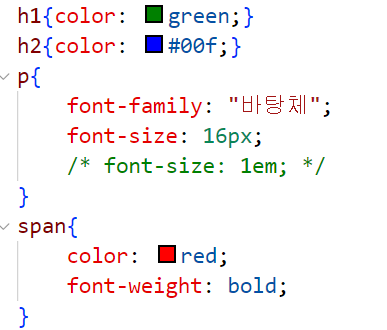 h1{color: green;}
h2{color: #00f;}
p{
    font-family: "바탕체";
    font-size: 16px;
    /* font-size: 1em; */
}
span{
    color: red;
    font-weight: bold;
}